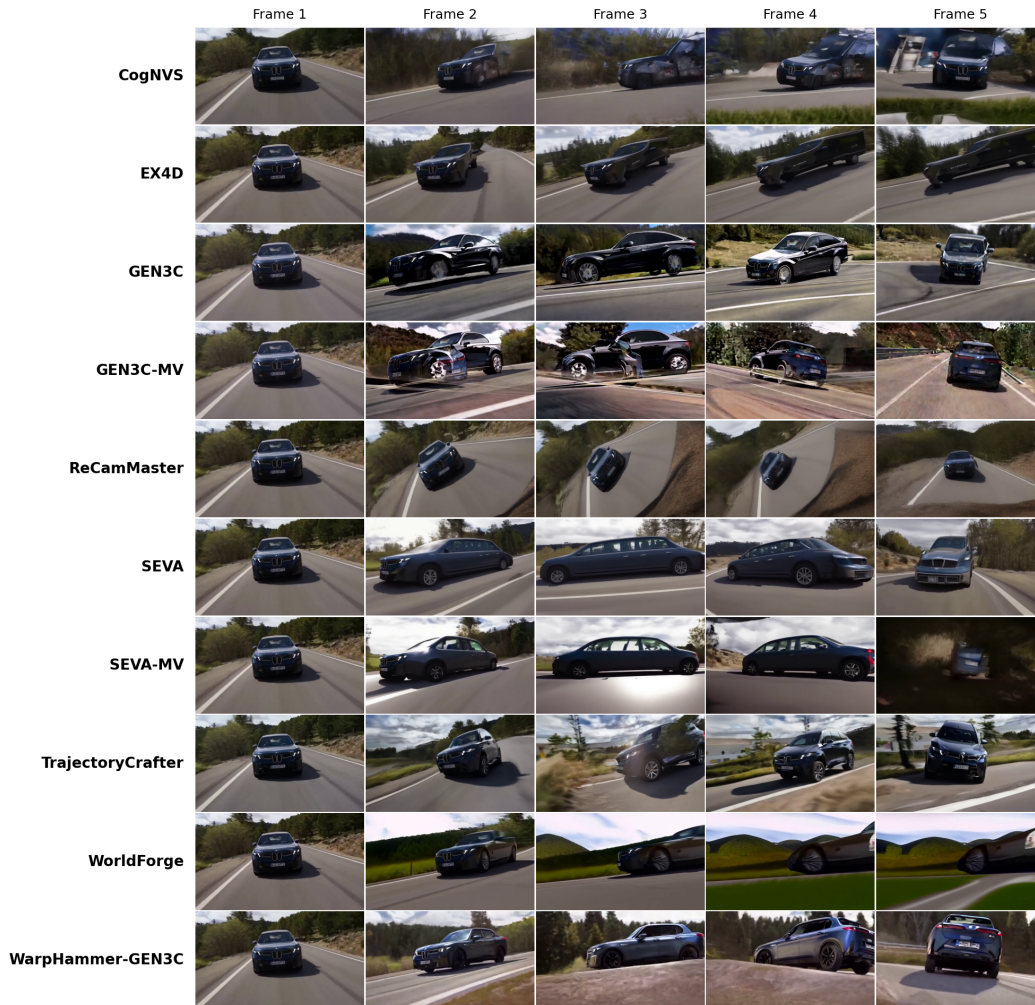 Frame 1 Frame 2 Frame 3 Frame 4 Frame 5
CogNVS
EX4D
GEN3C
GEN3C-MV
ReCamMaster
SEVA
SEVA-MV
TrajectoryCrafter
WorldForge
WarpHammer-GEN3C